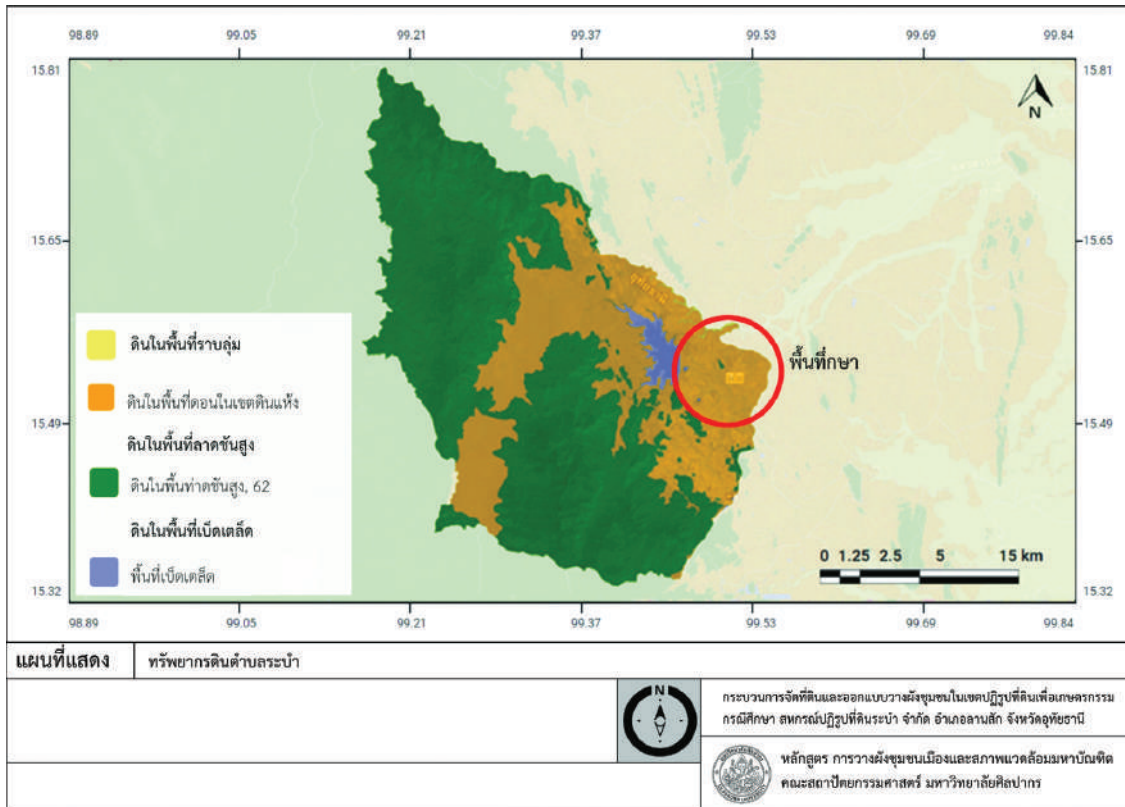 98.89 99.05 99.21 99.37 99.53 99.69 99.84
15.81 15.81
N
15.65 15.65
อุทัยธานี
ดินในพื้นที่ราบลุ่ม
พื้นที่กษา
ดินในพื้นที่ดอนในเขตดินแห้ง
15.49 15.49
ดินในพื้นที่ลาดชันสูง
ดินในพื้นท่าดชันสูง, 62
ดินในพื้นที่เบ็ดเตล็ด
0 1.25 2.5 5 15 km
พื้นที่เบ็ดเตล็ด
15.32 15.32
98.89 99.05 99.21 99.37 99.53 99.69 99.84
แผนที่แสดง ทรัพยากรดินตำบลระบำ
N
กระบวนการจัดที่ดินและออกแบบวางผังชุมชนในเขตปฏิรูปที่ดินเพื่อเกษตรกรรม
กรณีศึกษา สหกรณ์ปฏิรูปที่ดินระบำ จำกัด อำเภอลานสัก จังหวัดอุทัยธานี
หลักสูตร การวางผังชุมชนเมืองและสภาพแวดล้อมมหาบัณฑิต
คณะสถาปัตยกรรมศาสตร์ มหาวิทยาลัยศิลปากร